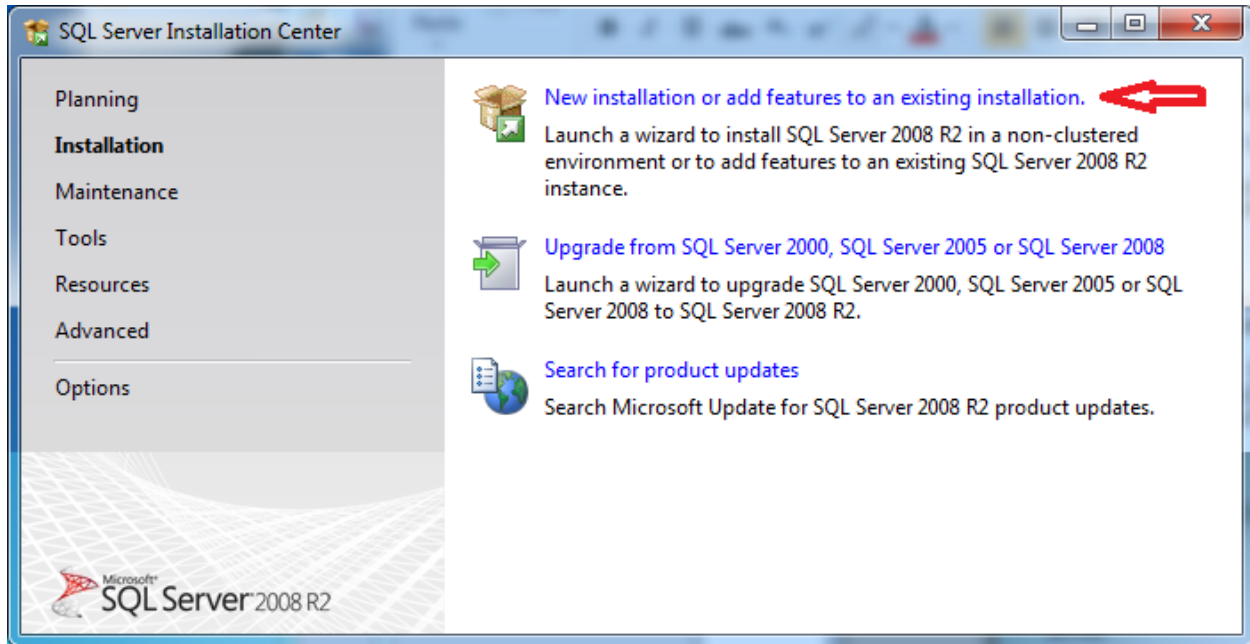 SQL Server Installation Center
Planning
Installation
Maintenance
Tools
Resources
Advanced
Options
Microsoft®
SQL Server® 2008 R2
New installation or add features to an existing installation.
Launch a wizard to install SQL Server 2008 R2 in a non-clustered
environment or to add features to an existing SQL Server 2008 R2
instance.
Upgrade from SQL Server 2000, SQL Server 2005 or SQL Server 2008
Launch a wizard to upgrade SQL Server 2000, SQL Server 2005 or SQL
Server 2008 to SQL Server 2008 R2.
Search for product updates
Search Microsoft Update for SQL Server 2008 R2 product updates.